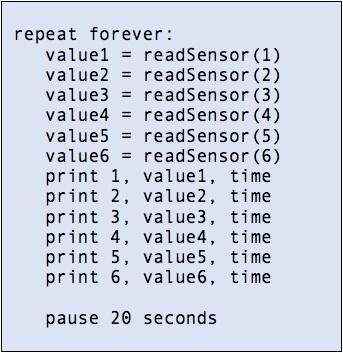 repeat forever:
value1 = readSensor(1)
value2 = readSensor(2)
value3 = readSensor(3)
value4 = readSensor(4)
value5 = readSensor(5)
value6 = readSensor(6)
print 1, value1, time
print 2, value2, time
print 3, value3, time
print 4, value4, time
print 5, value5, time
print 6, value6, time
pause 20 seconds